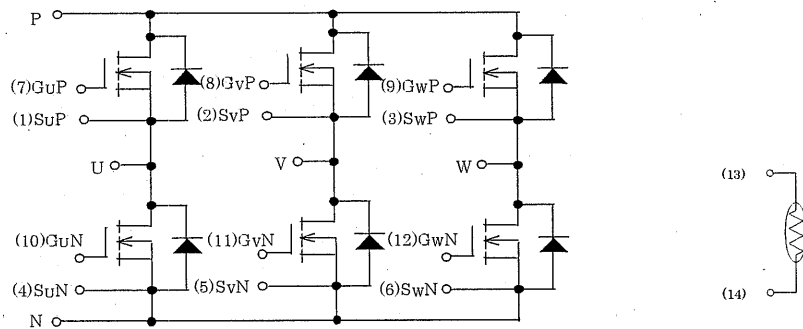 P
(7)GUP
(8)GVP
(9)GWP
(1)SUP
(2)SVP
(3)SWP
U
V
W
(13)
(10)GUN
(11)GVN
(12)GWN
(4)SUN
(5)SVN
(6)SWN
(14)
N